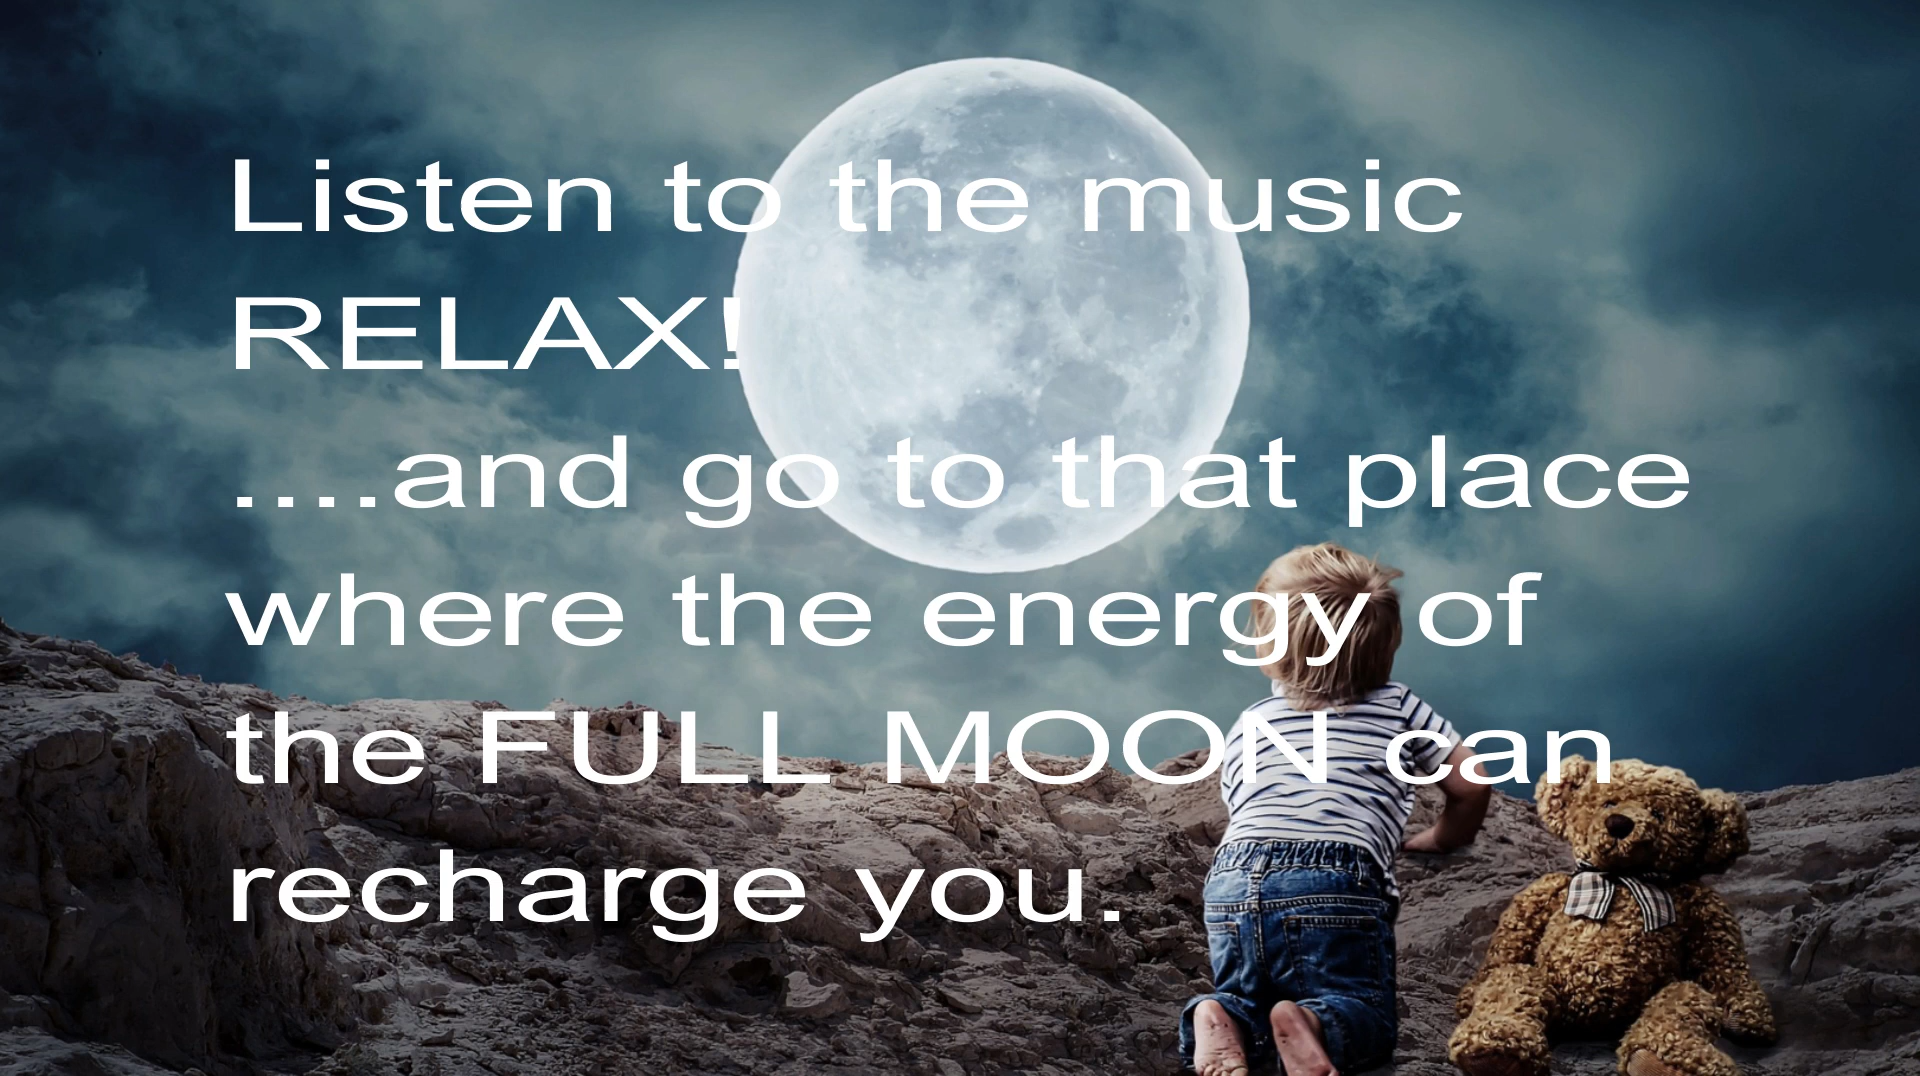 Listen to the music
RELAX!
....and go to that place
where the energy of
the FULL MOON can
recharge you.